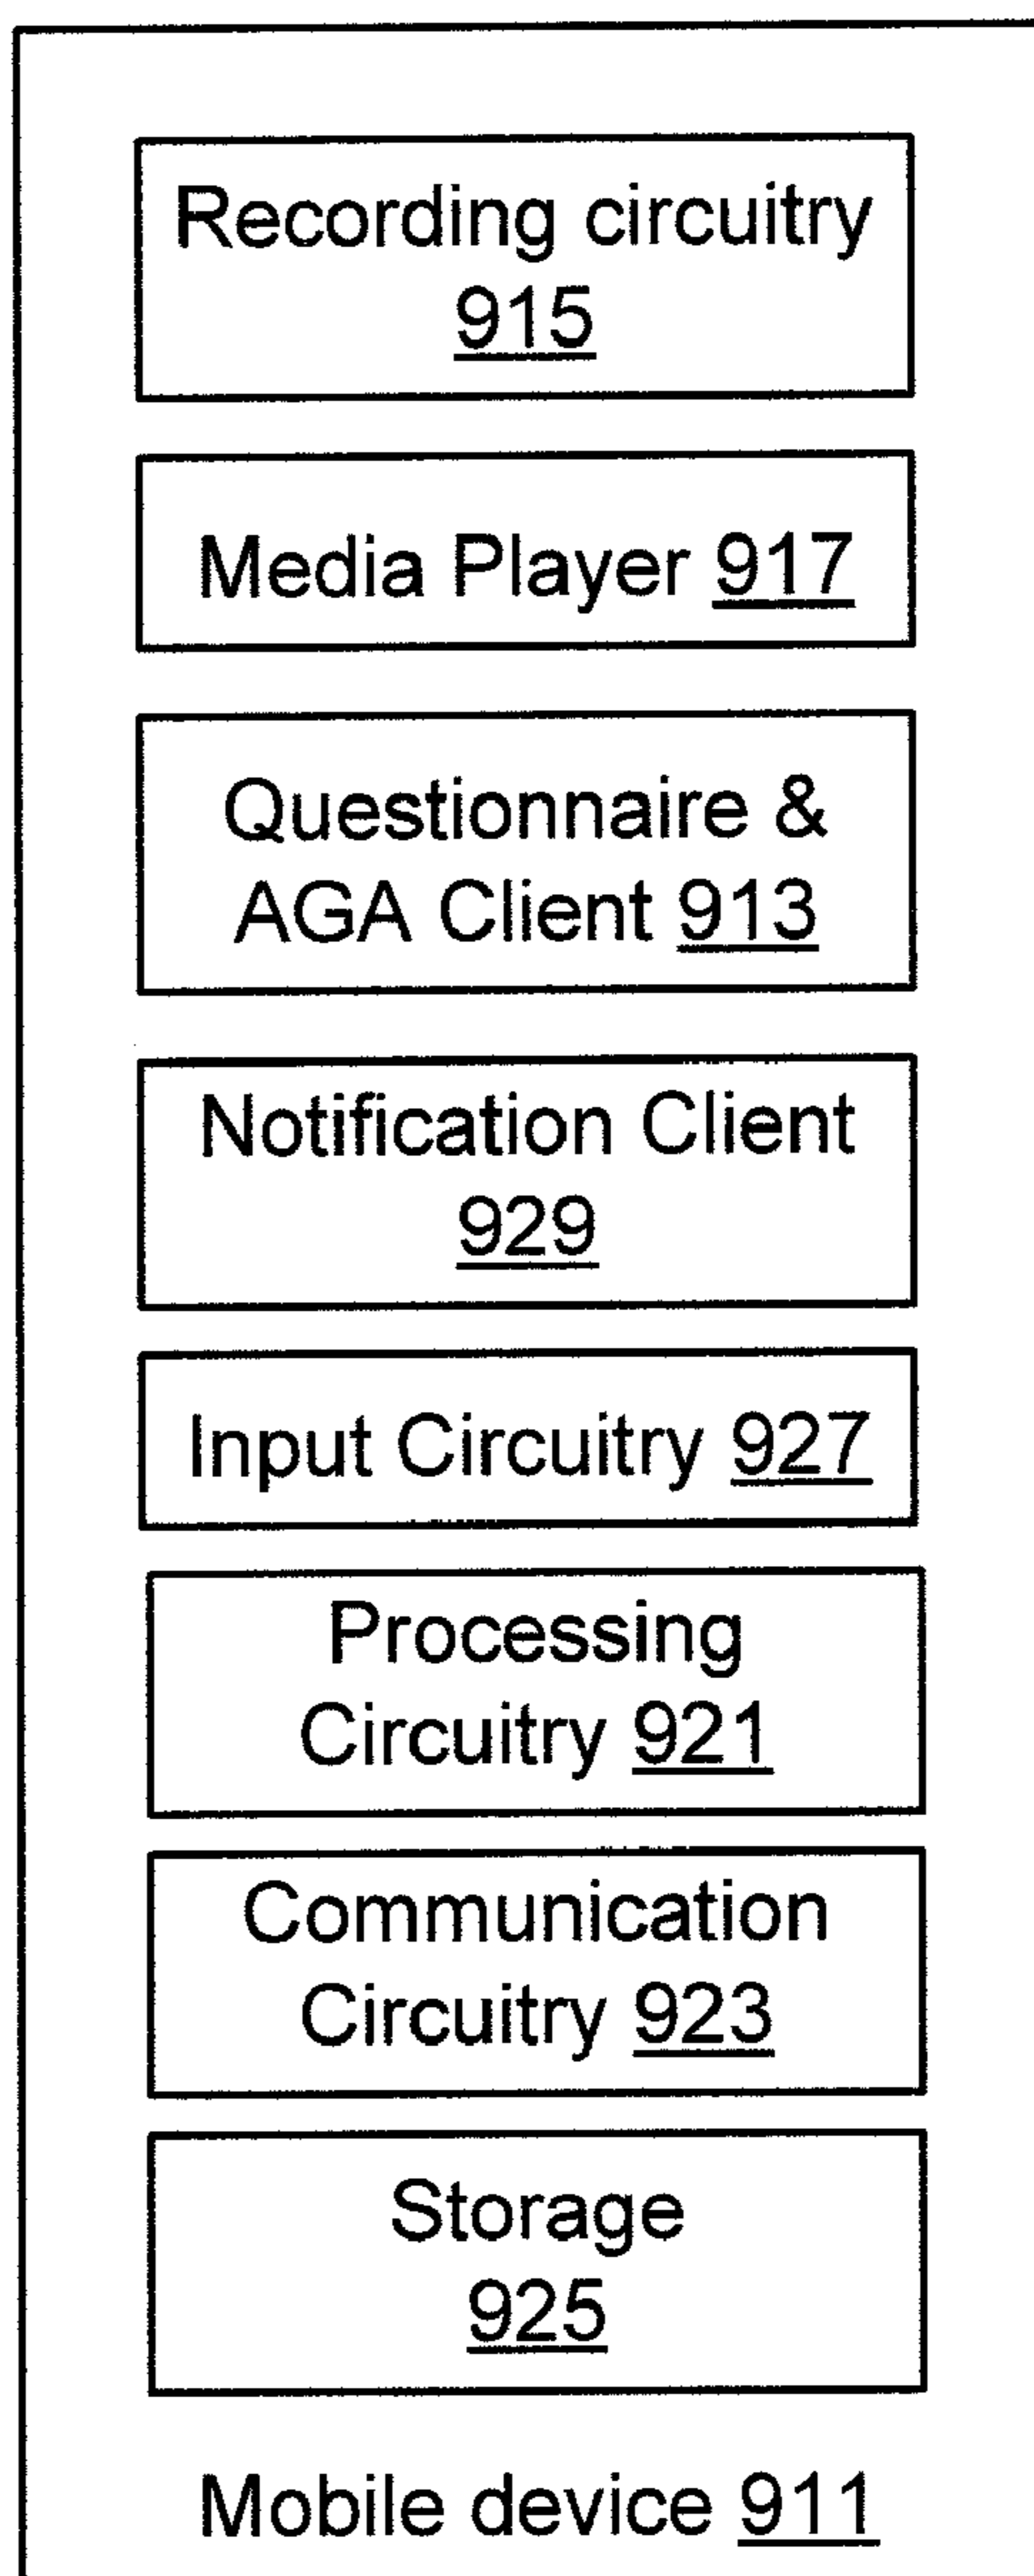 Recording circuitry
915
Media Player 917
Questionnaire &
AGA Client 913
Notification Client
929
Input Circuitry 927
Processing
Circuitry 921
Communication
Circuitry 923
Storage
925
Mobile device 911